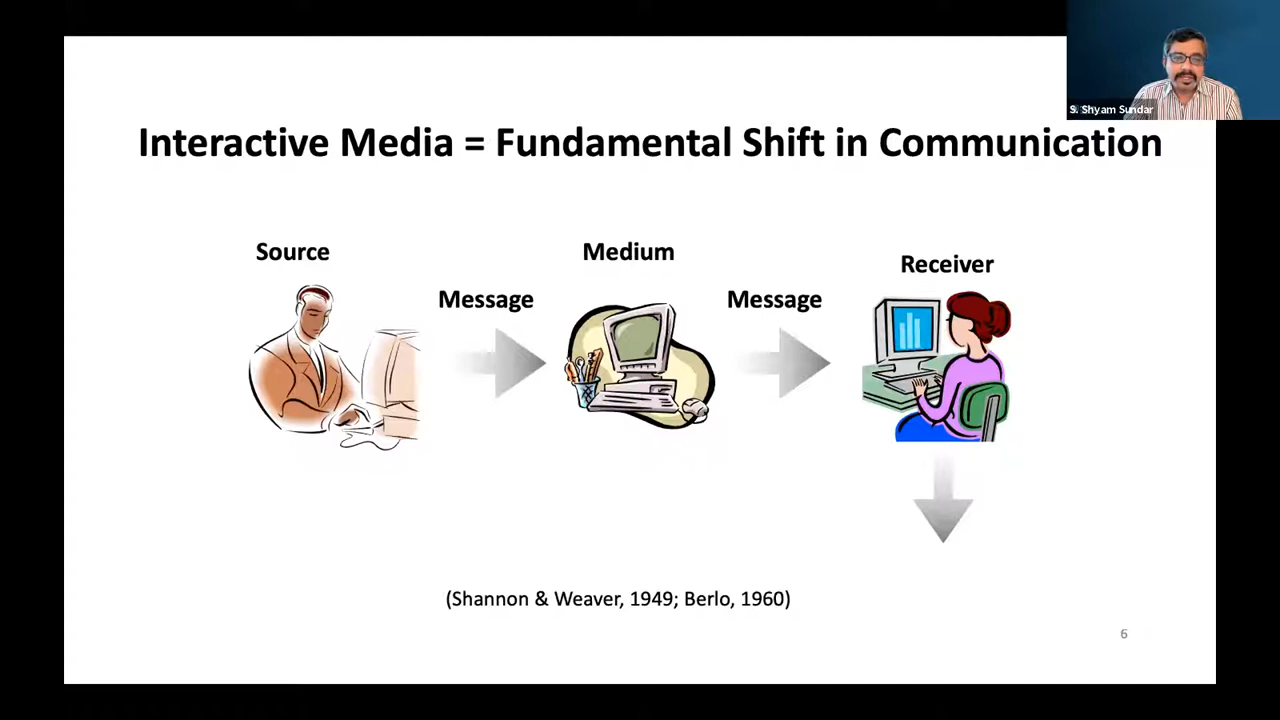 S. Shyam Sundar
Interactive Media = Fundamental Shift in Communication
Source
Medium
Receiver
Message
Message
(Shannon & Weaver, 1949; Berlo, 1960)
6